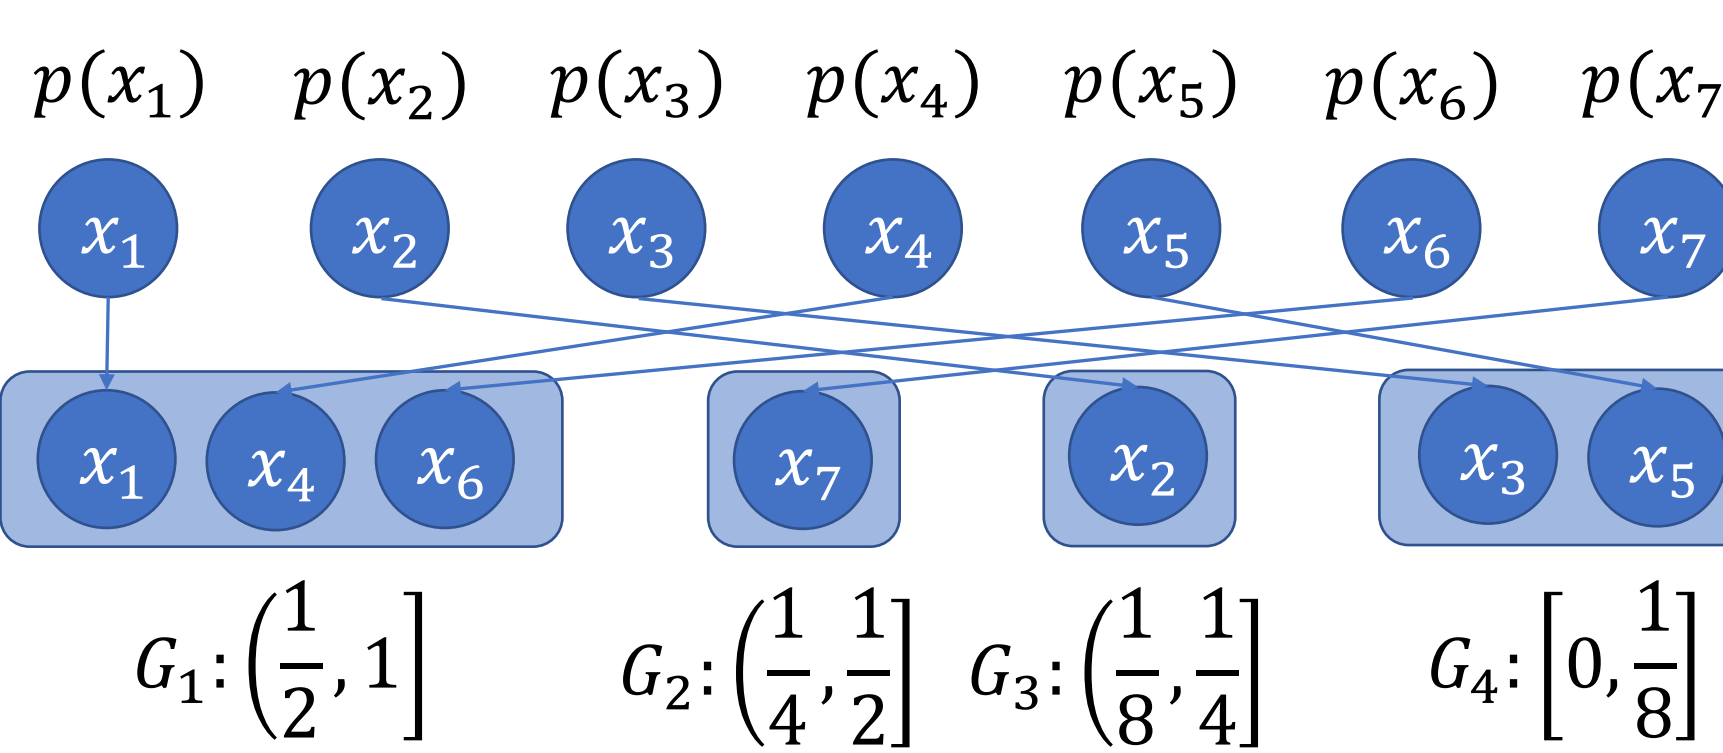 p(x₁) p(x₂) p(x₃) p(x₄) p(x₅) p(x₆) p(x₇
x₁ x₂ x₃ x₄ x₅ x₆ x₇
x₁ x₄ x₆ x₇ x₂ x₃ x₅
G₁: (1/2, 1] G₂: (1/4, 1/2] G₃: (1/8, 1/4] G₄: [0, 1/8]